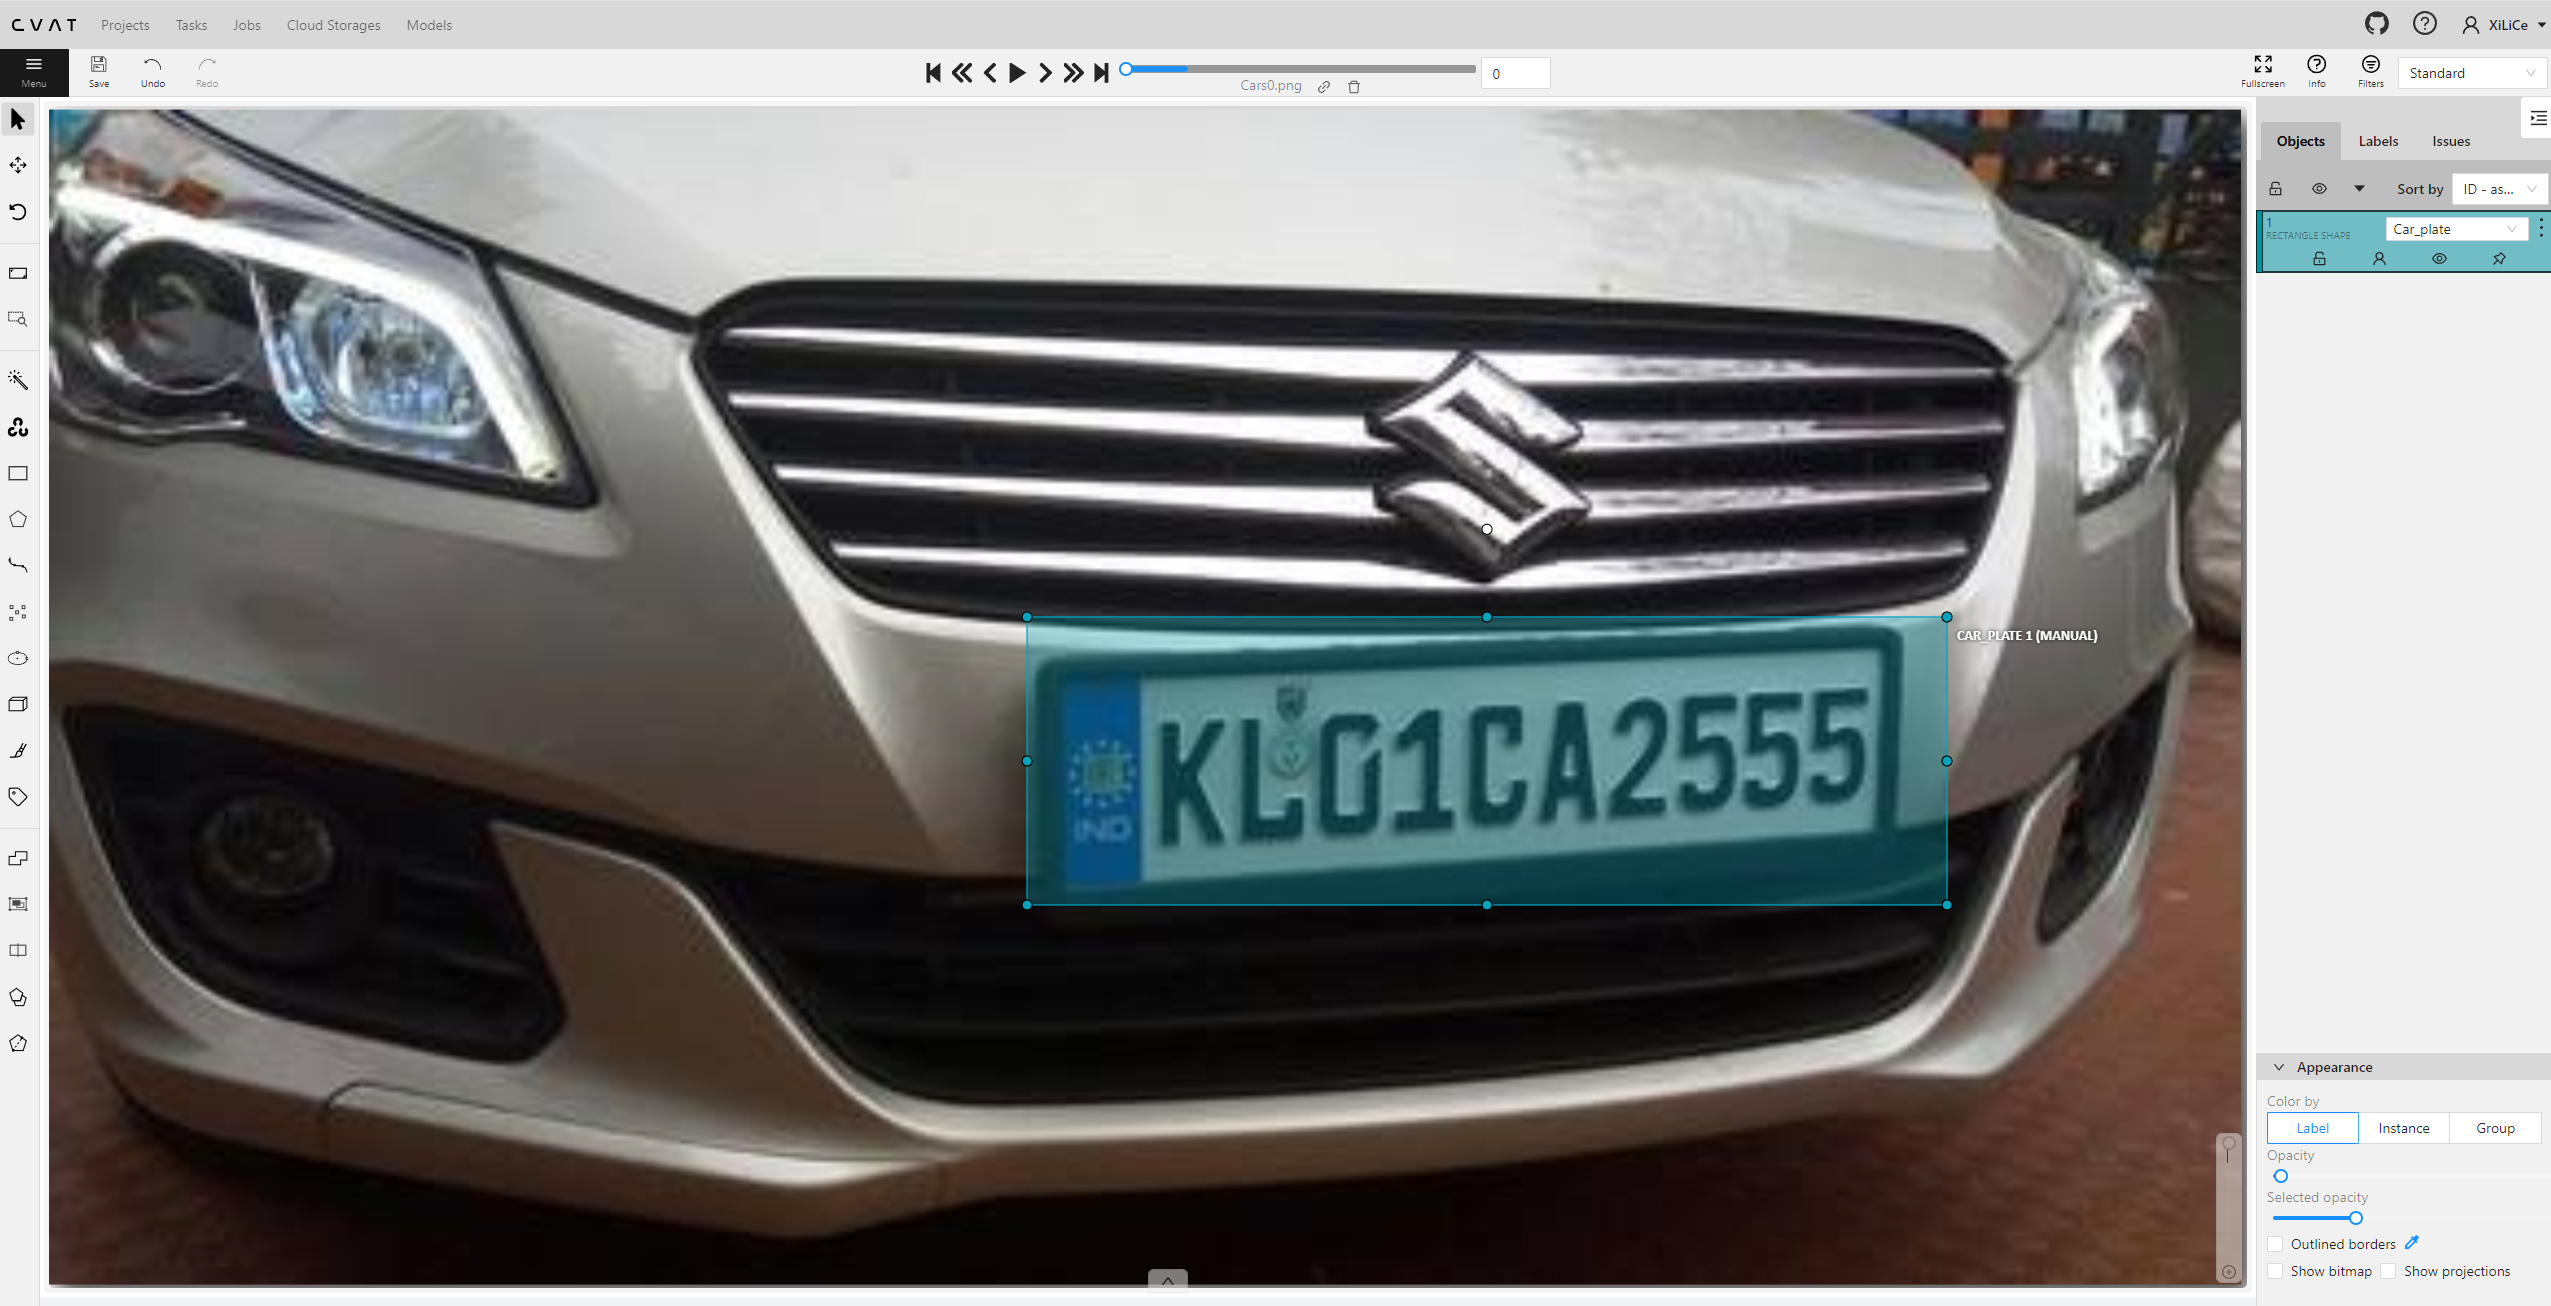 CVAT Projects Tasks Jobs Cloud Storages Models XiLiCe
Menu Save Undo Redo
Cars0.png
0
Fullscreen Info Filters Standard
Objects Labels Issues
Sort by ID - as...
1
RECTANGLE SHAPE
Car_plate
CAR_PLATE 1 (MANUAL)
KL01CA2555
IND
Appearance
Color by
Label Instance Group
Opacity
Selected opacity
Outlined borders
Show bitmap Show projections